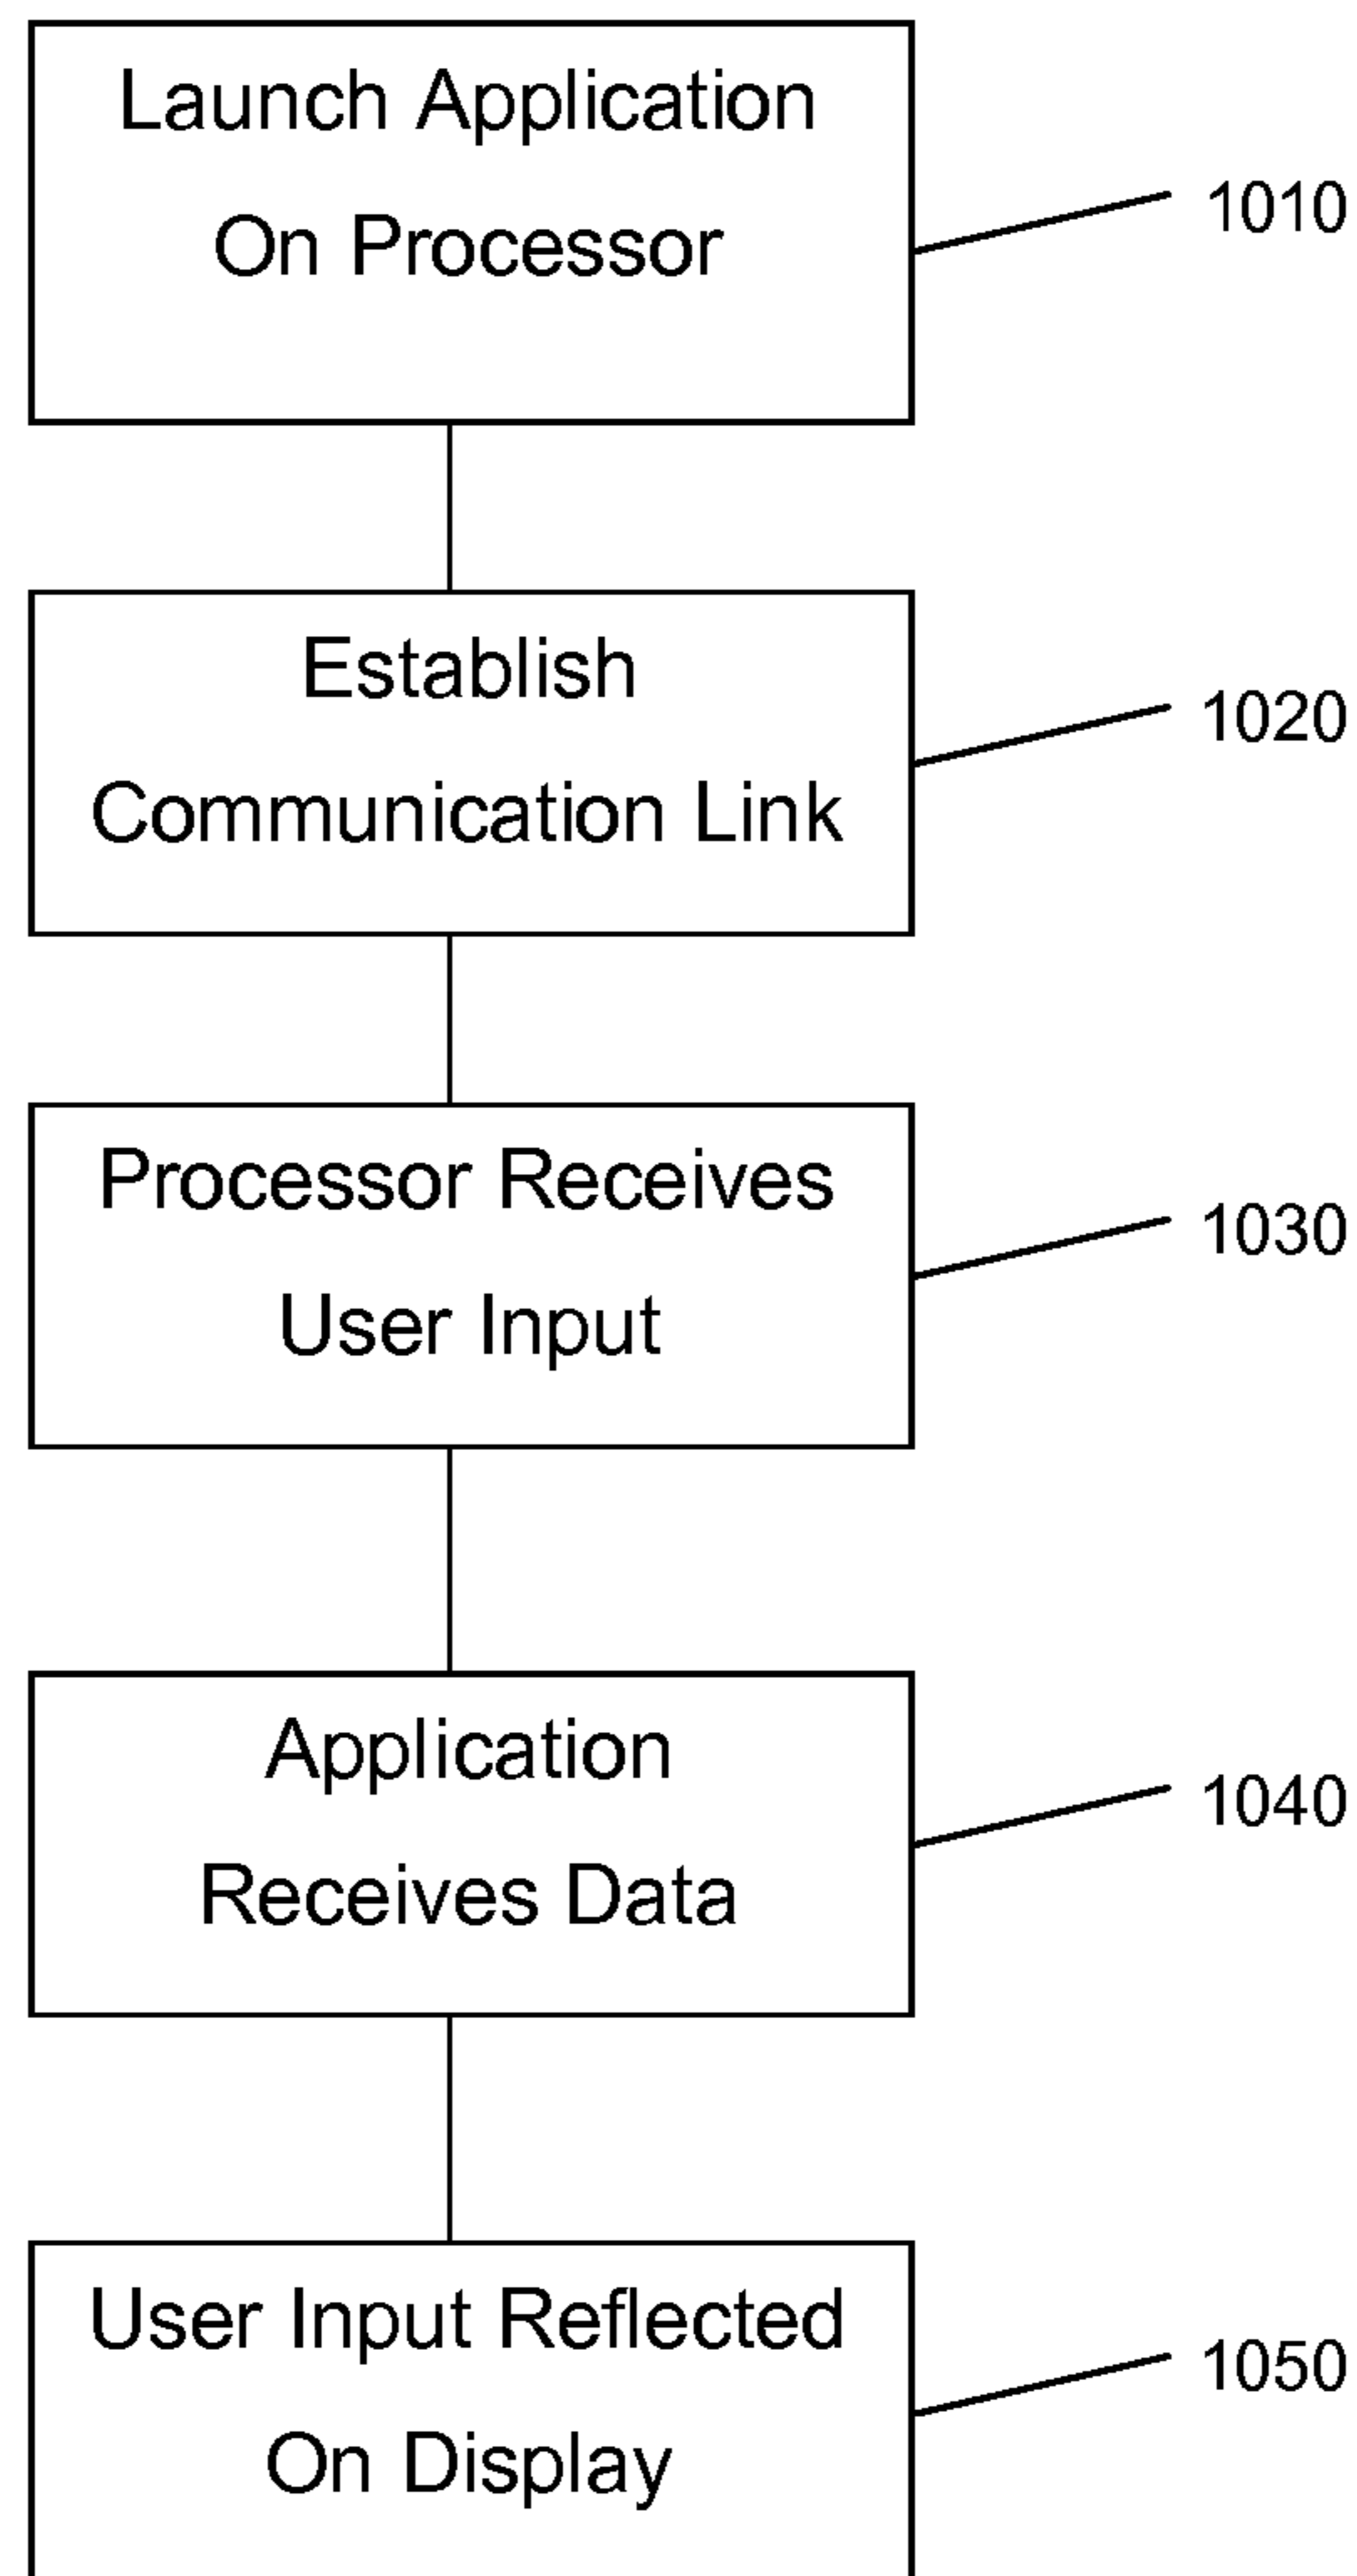 Launch Application
On Processor
1010
Establish
Communication Link
1020
Processor Receives
User Input
1030
Application
Receives Data
1040
User Input Reflected
On Display
1050